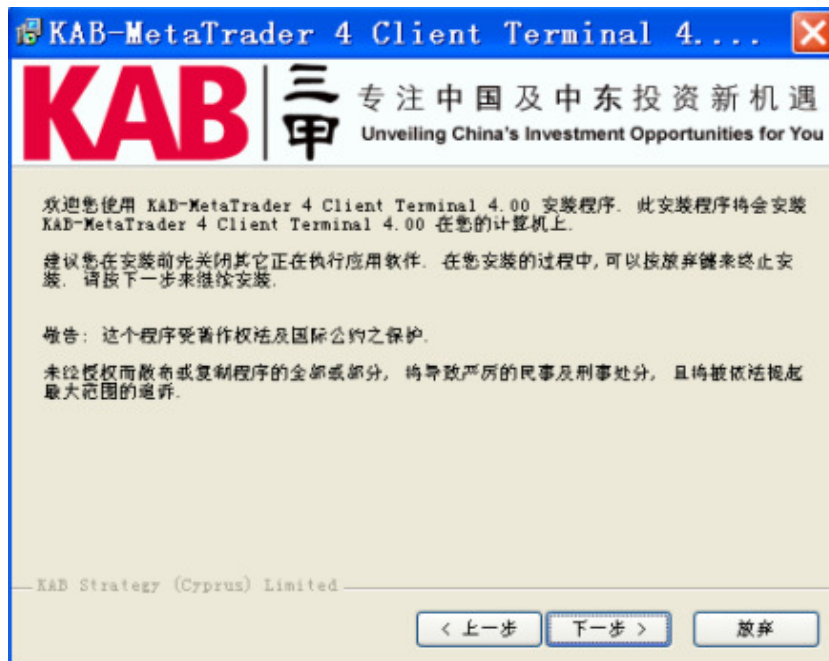 KAB-MetaTrader 4 Client Terminal 4....
KAB 三甲 专注中国及中东投资新机遇
Unveiling China's Investment Opportunities for You
欢迎您使用 KAB-MetaTrader 4 Client Terminal 4.00 安装程序. 此安装程序将会安装
KAB-MetaTrader 4 Client Terminal 4.00 在您的计算机上.
建议您在安装前先关闭其它正在执行应用软件. 在您安装的过程中,可以按放弃键来终止安
装. 请按下一步来继续安装.
敬告: 这个程序受著作权法及国际公约之保护.
未经授权而散布或复制程序的全部或部分, 将导致严厉的民事及刑事处分, 且将被依法提起
最大范围的追诉.
KAB Strategy (Cyprus) Limited
< 上一步 下一步 > 放弃